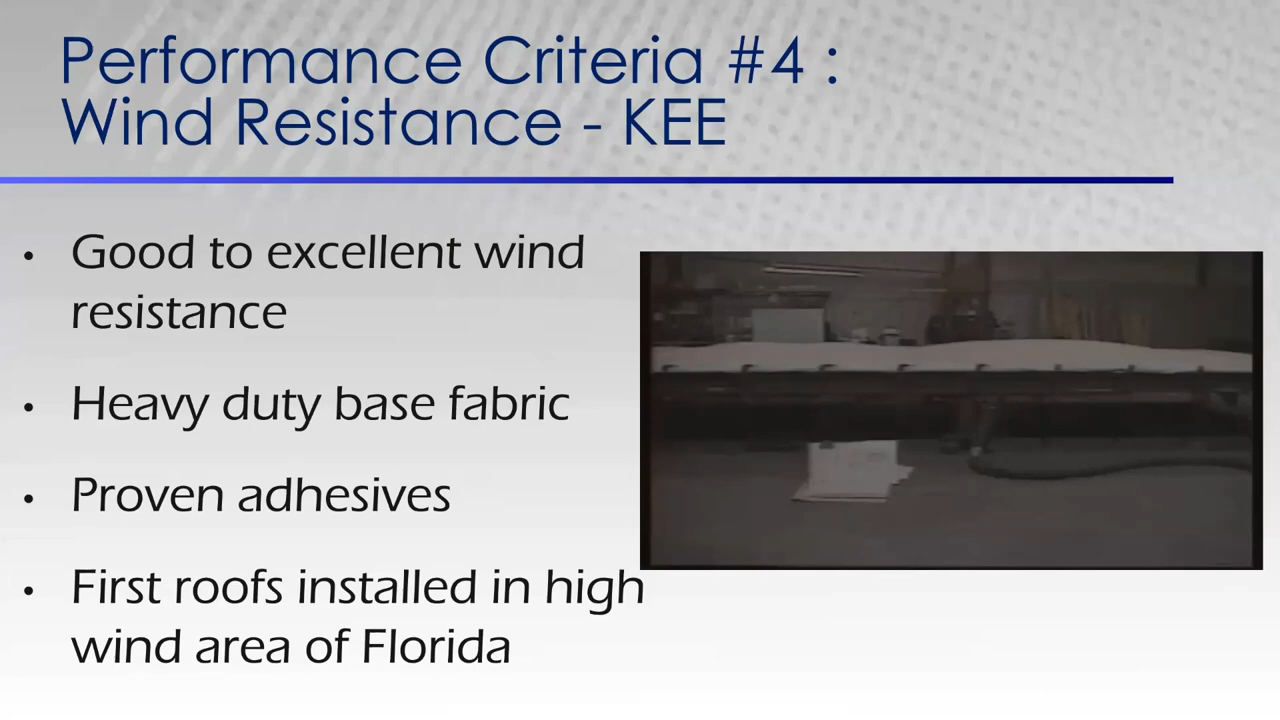 Performance Criteria #4 :
Wind Resistance - KEE
• Good to excellent wind
resistance
• Heavy duty base fabric
• Proven adhesives
• First roofs installed in high
wind area of Florida